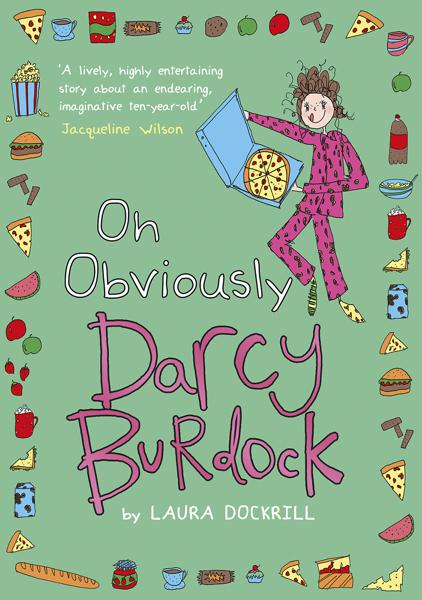 'A lively, highly entertaining
story about an endearing,
imaginative ten-year-old'
Jacqueline Wilson
Oh
Obviously
Darcy
Burdock
by LAURA DOCKRILL